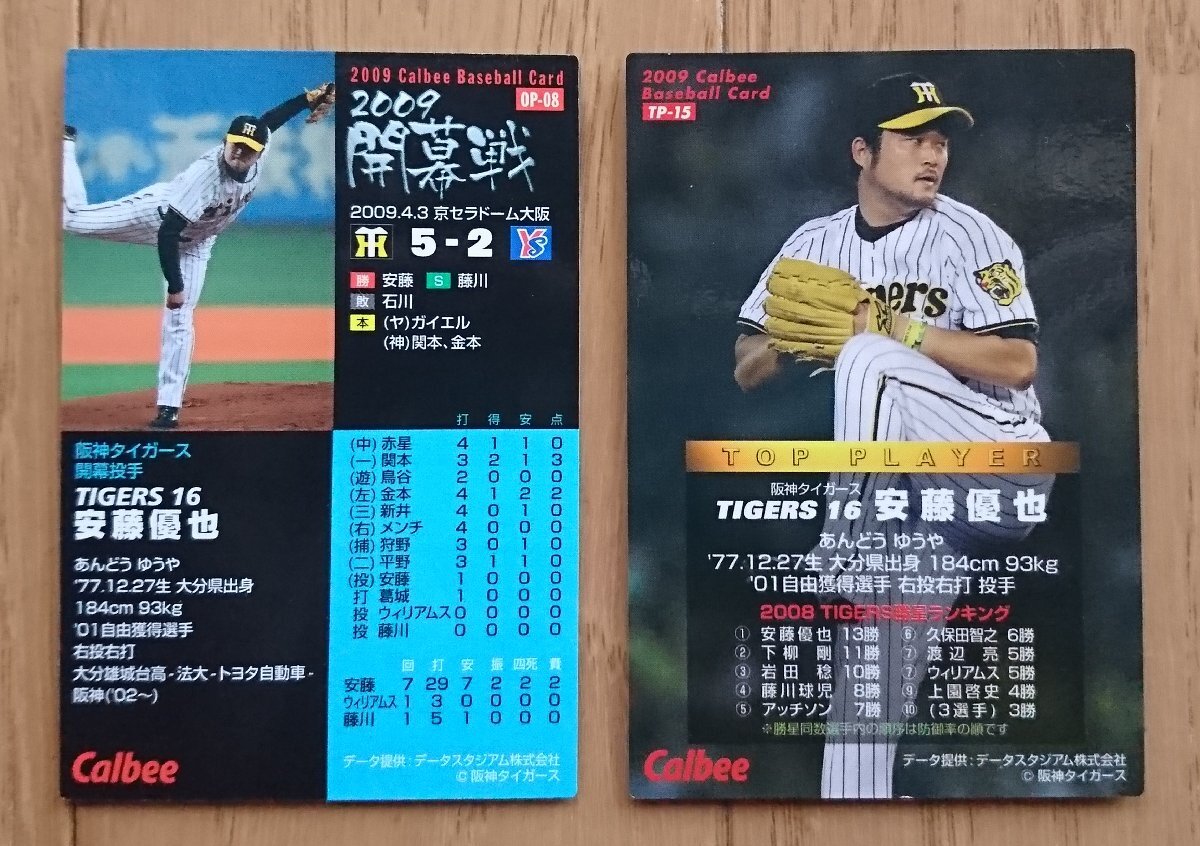 2009 Calbee Baseball Card
OP-08
2009
開幕戦
2009.4.3 京セラドーム大阪
5 - 2
YS
勝 安藤 S 藤川
敗 石川
本 (ヤ)ガイエル
(神)関本、金本
打 得 安 点
(中) 赤星 4 1 1 0
(一) 関本 3 2 1 3
(遊) 鳥谷 2 0 0 0
(左) 金本 4 1 2 2
(三) 新井 4 0 1 0
(右) メンチ 4 0 0 0
(捕) 狩野 3 0 1 0
(二) 平野 3 1 1 0
(投) 安藤 1 0 0 0
打 葛城 1 0 0 0
投 ウィリアムス 0 0 0 0
投 藤川 0 0 0 0
回 打 安 振 四死 責
安藤 7 29 7 2 2 2
ウィリアムス 1 3 0 0 0 0
藤川 1 5 1 0 0 0
データ提供:データスタジアム株式会社
© 阪神タイガース
阪神タイガース
開幕投手
TIGERS 16
安藤優也
あんどう ゆうや
'77.12.27生 大分県出身
184cm 93kg
'01自由獲得選手
右投右打
大分雄城台高-法大-トヨタ自動車-
阪神('02~)
Calbee
2009 Calbee
Baseball Card
TP-15
TOP PLAYER
阪神タイガース
TIGERS 16 安藤優也
あんどう ゆうや
'77.12.27生 大分県出身 184cm 93kg
'01自由獲得選手 右投右打 投手
2008 TIGERS勝星ランキング
① 安藤優也 13勝 ⑥ 久保田智之 6勝
② 下柳 剛 11勝 ⑦ 渡辺 亮 5勝
③ 岩田 稔 10勝 ⑦ ウィリアムス 5勝
④ 藤川球児 8勝 ⑨ 上園啓史 4勝
⑤ アッチソン 7勝 ⑩ (3選手) 3勝
※勝星同数選手内の順序は防御率の順です
Calbee
データ提供:データスタジアム株式会社
© 阪神タイガース